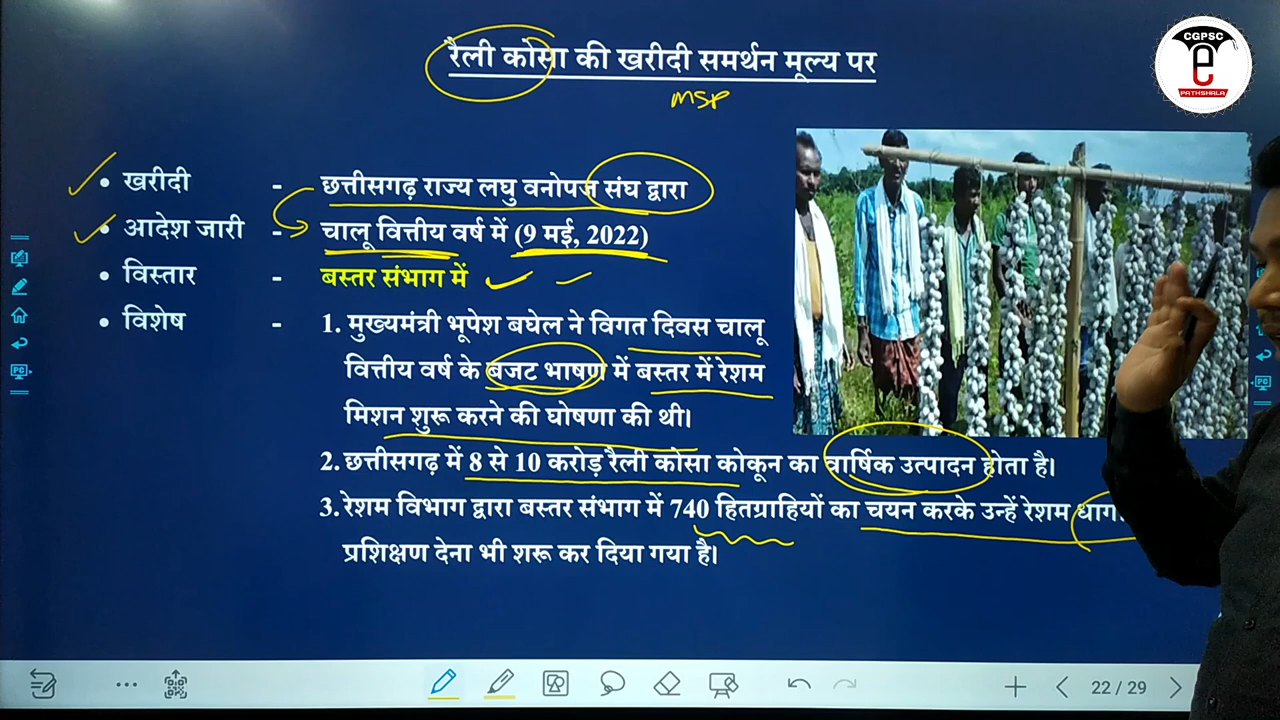 CGPSC
e
PATHSHALA
रैली कोसा की खरीदी समर्थन मूल्य पर
MSP
• खरीदी - छत्तीसगढ़ राज्य लघु वनोपज संघ द्वारा
• आदेश जारी - चालू वित्तीय वर्ष में (9 मई, 2022)
• विस्तार - बस्तर संभाग में
• विशेष - 1. मुख्यमंत्री भूपेश बघेल ने विगत दिवस चालू
वित्तीय वर्ष के बजट भाषण में बस्तर में रेशम
मिशन शुरू करने की घोषणा की थी।
2. छत्तीसगढ़ में 8 से 10 करोड़ रैली कोसा कोकून का वार्षिक उत्पादन होता है।
3. रेशम विभाग द्वारा बस्तर संभाग में 740 हितग्राहियों का चयन करके उन्हें रेशम
प्रशिक्षण देना भी शरू कर दिया गया है।
PC
PC
22 / 29